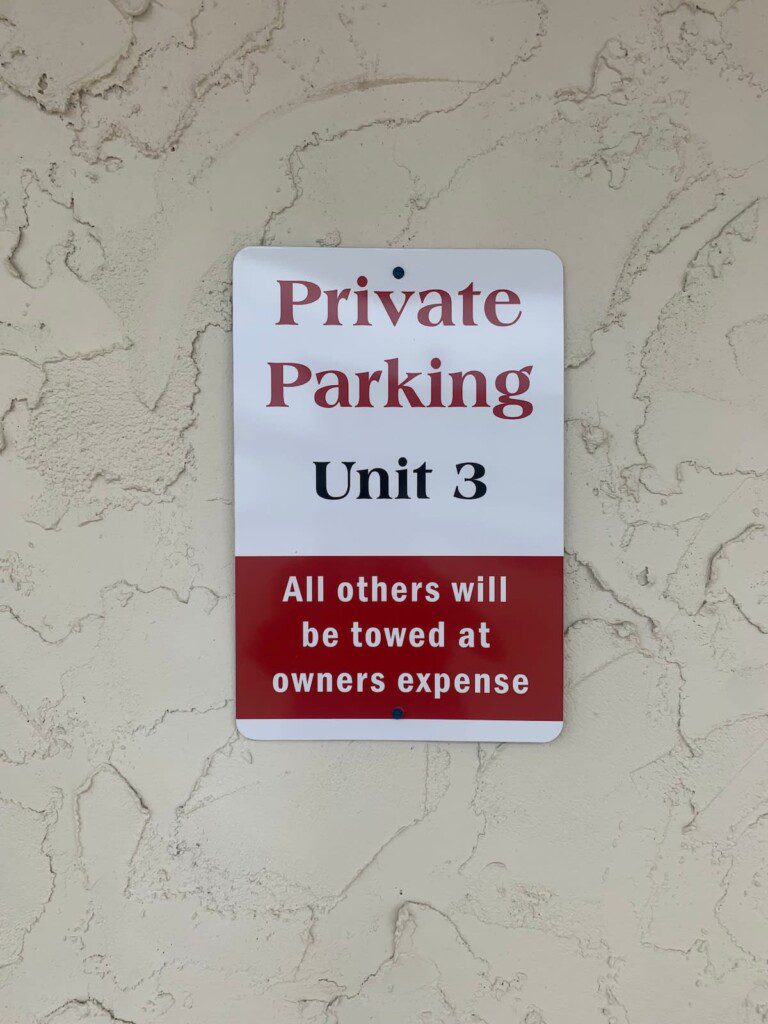 Private
Parking
Unit 3
All others will
be towed at
owners expense